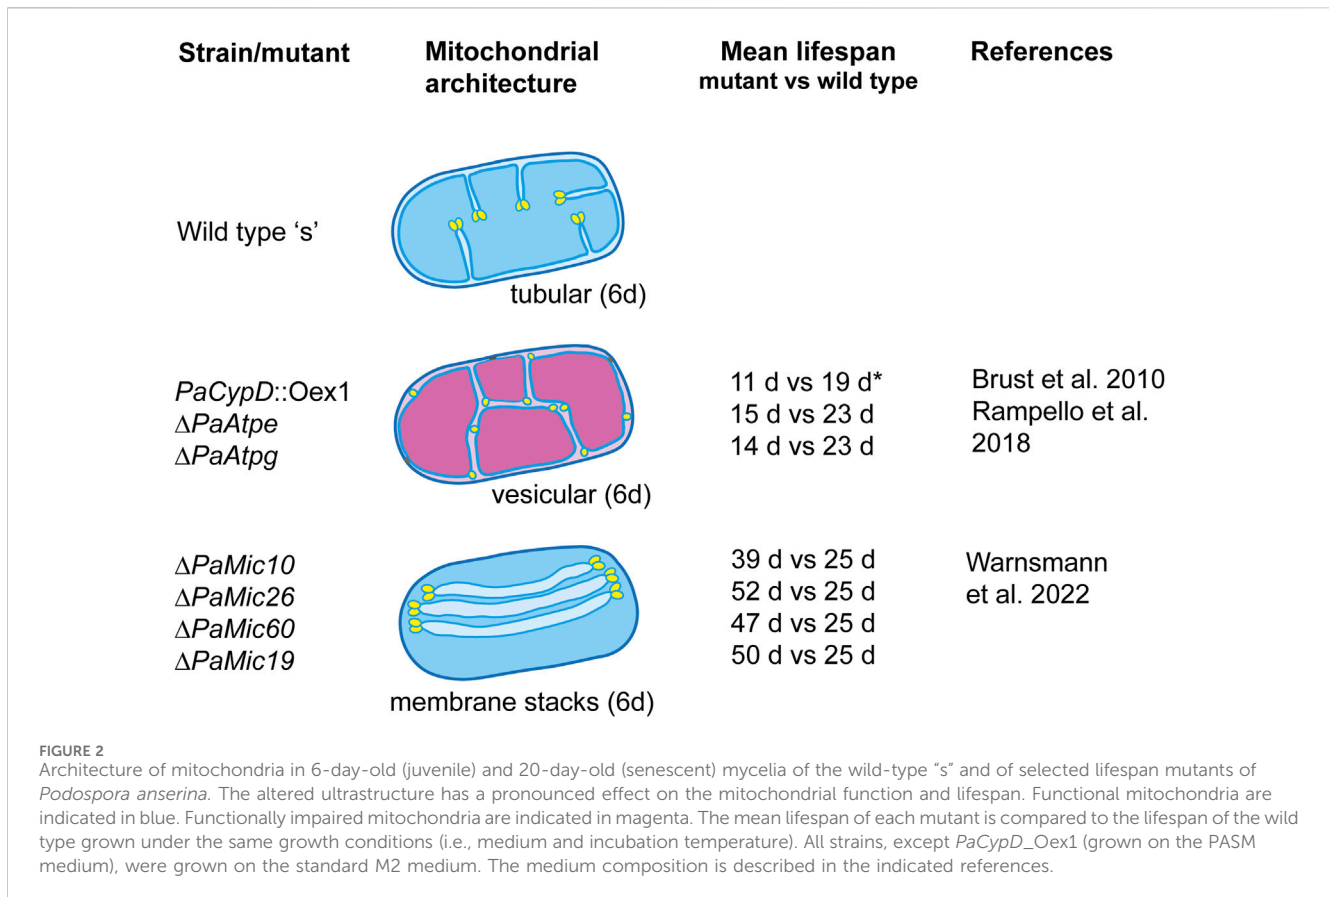 Strain/mutant
Mitochondrial
architecture
Mean lifespan
mutant vs wild type
References
Wild type ‘s’
tubular (6d)
PaCypD::Oex1
ΔPaAtpe
ΔPaAtpg
vesicular (6d)
11 d vs 19 d*
15 d vs 23 d
14 d vs 23 d
Brust et al. 2010
Rampello et al.
2018
ΔPaMic10
ΔPaMic26
ΔPaMic60
ΔPaMic19
membrane stacks (6d)
39 d vs 25 d
52 d vs 25 d
47 d vs 25 d
50 d vs 25 d
Warnsmann
et al. 2022
FIGURE 2
Architecture of mitochondria in 6-day-old (juvenile) and 20-day-old (senescent) mycelia of the wild-type “s” and of selected lifespan mutants of
Podospora anserina. The altered ultrastructure has a pronounced effect on the mitochondrial function and lifespan. Functional mitochondria are
indicated in blue. Functionally impaired mitochondria are indicated in magenta. The mean lifespan of each mutant is compared to the lifespan of the wild
type grown under the same growth conditions (i.e., medium and incubation temperature). All strains, except PaCypD_Oex1 (grown on the PASM
medium), were grown on the standard M2 medium. The medium composition is described in the indicated references.